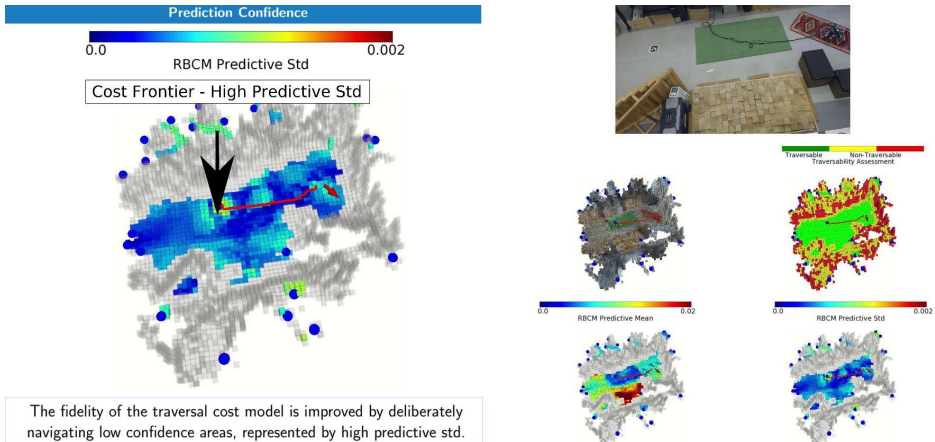 Prediction Confidence
0.0
0.002
RBCM Predictive Std
Cost Frontier - High Predictive Std
The fidelity of the traversal cost model is improved by deliberately
navigating low confidence areas, represented by high predictive std.
Traversable
Non-Traversable
Traversability Assessment
0.0
0.02
RBCM Predictive Mean
0.0
0.002
RBCM Predictive Std